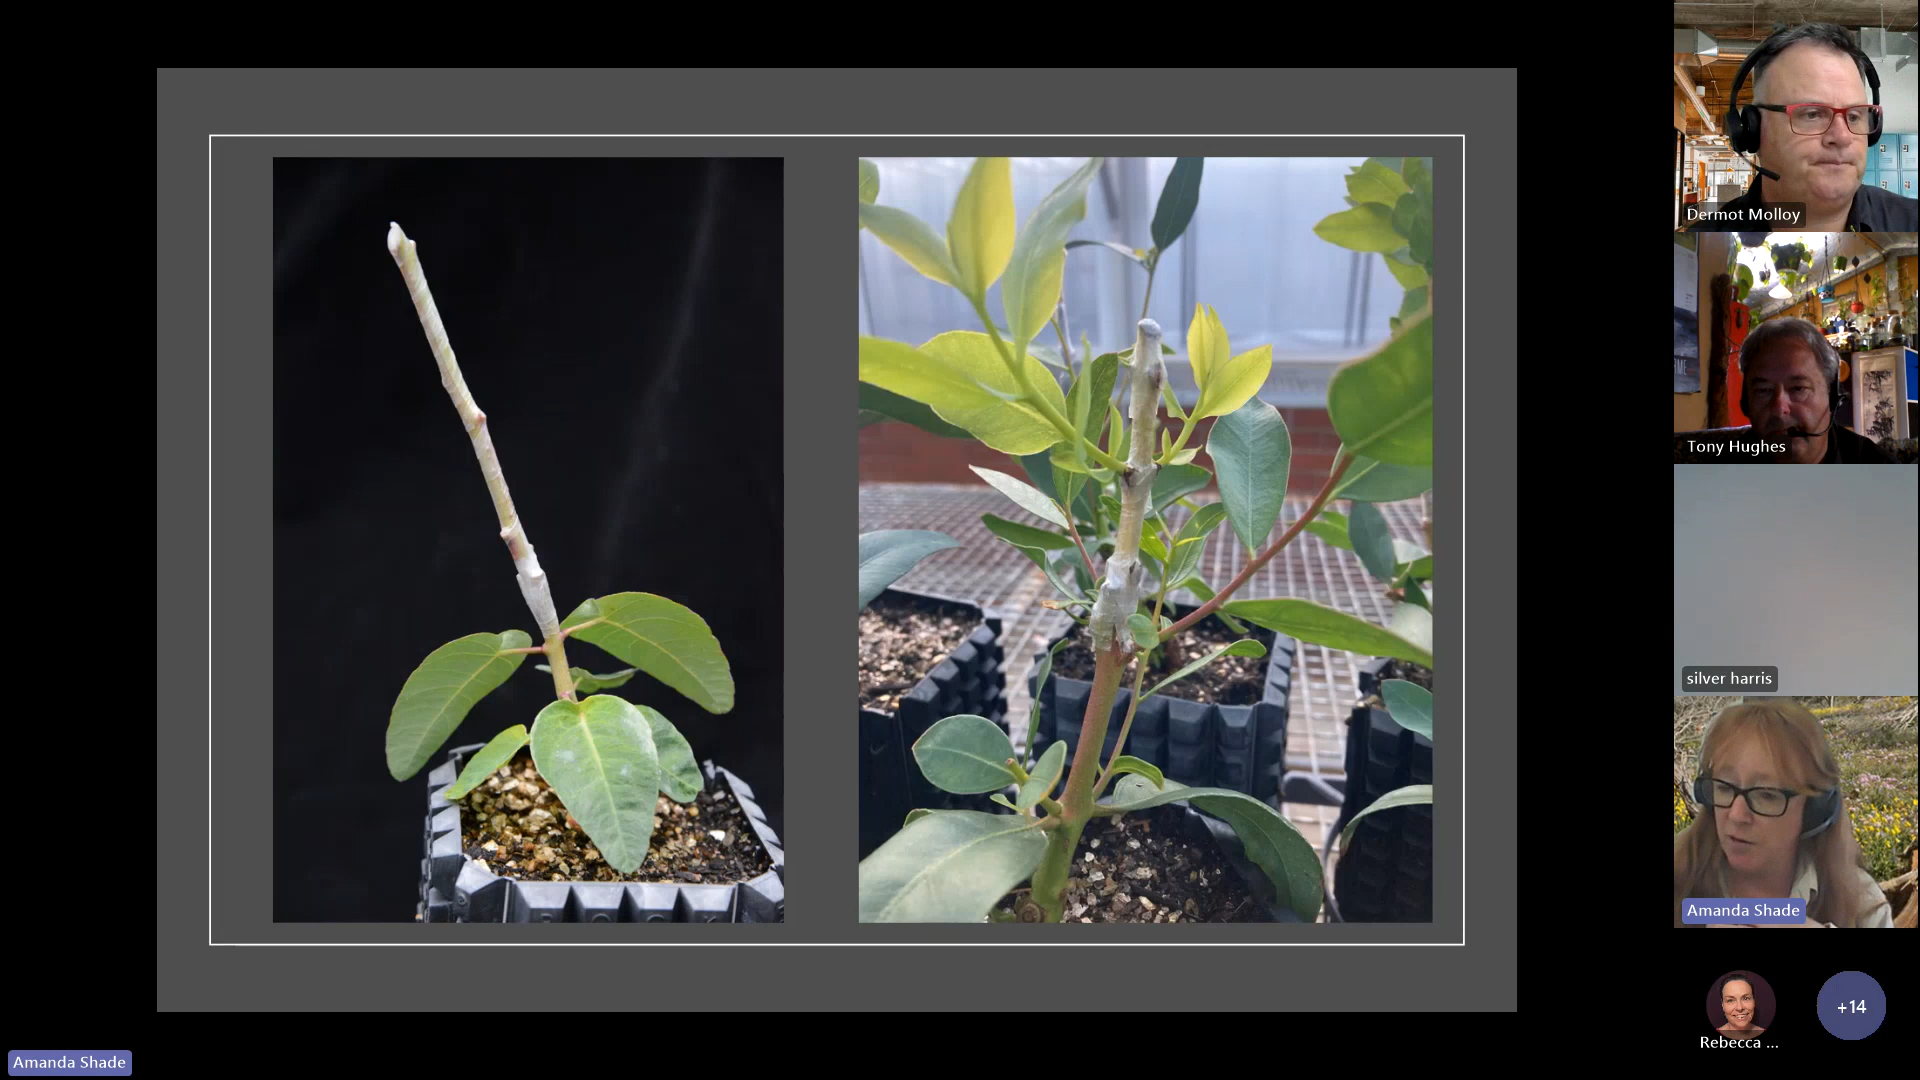 Dermot Molloy
Tony Hughes
silver harris
Amanda Shade
Rebecca ...
+14
Amanda Shade